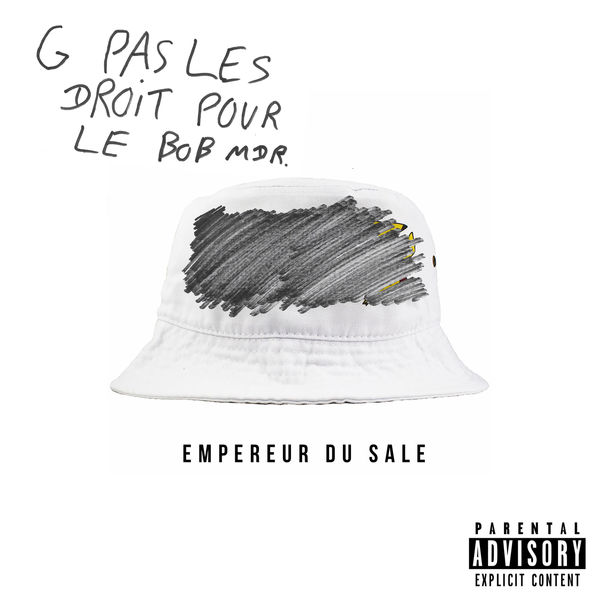 G PAS LES
DROIT POUR
LE BOB MDR.
EMPEREUR DU SALE
PARENTAL
ADVISORY
EXPLICIT CONTENT